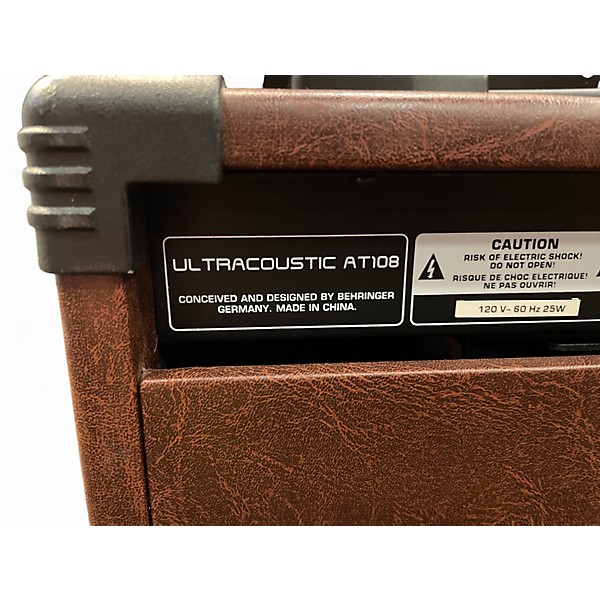 ULTRACOUSTIC AT108
CONCEIVED AND DESIGNED BY BEHRINGER
GERMANY. MADE IN CHINA.
CAUTION
RISK OF ELECTRIC SHOCK!
DO NOT OPEN!
RISQUE DE CHOC ELECTRIQUE!
NE PAS OUVRIR!
120 V~ 60 Hz 25W